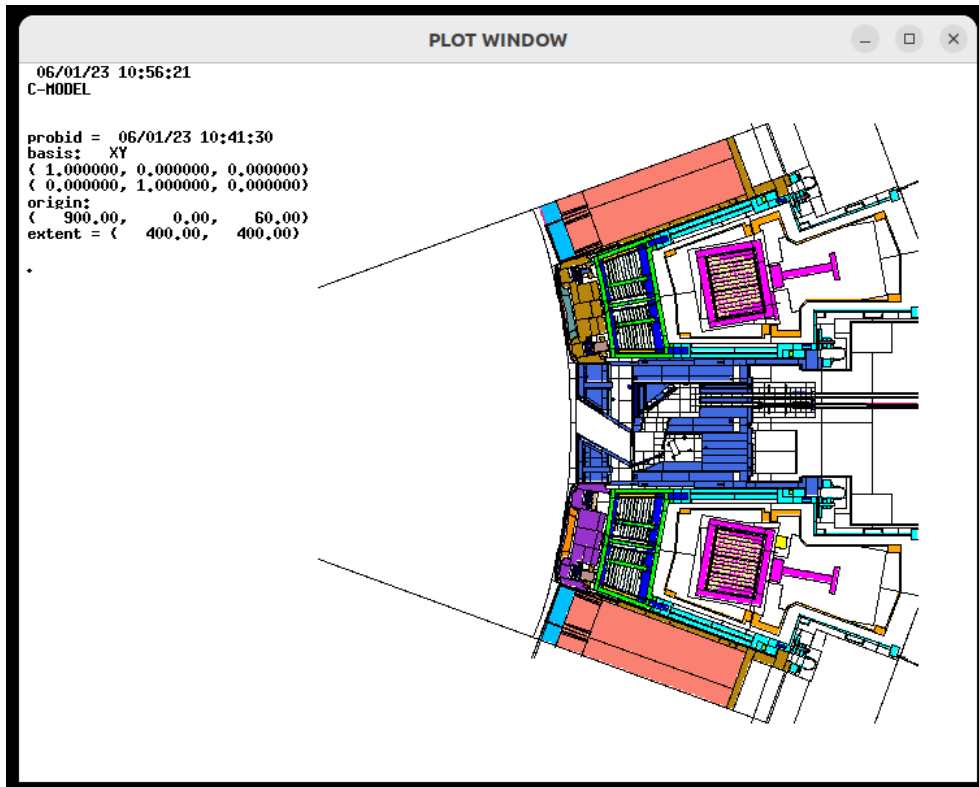 PLOT WINDOW
06/01/23 10:56:21
C-MODEL
probid = 06/01/23 10:41:30
basis: XY
( 1.000000, 0.000000, 0.000000)
( 0.000000, 1.000000, 0.000000)
origin:
( 900.00, 0.00, 60.00)
extent = ( 400.00, 400.00)